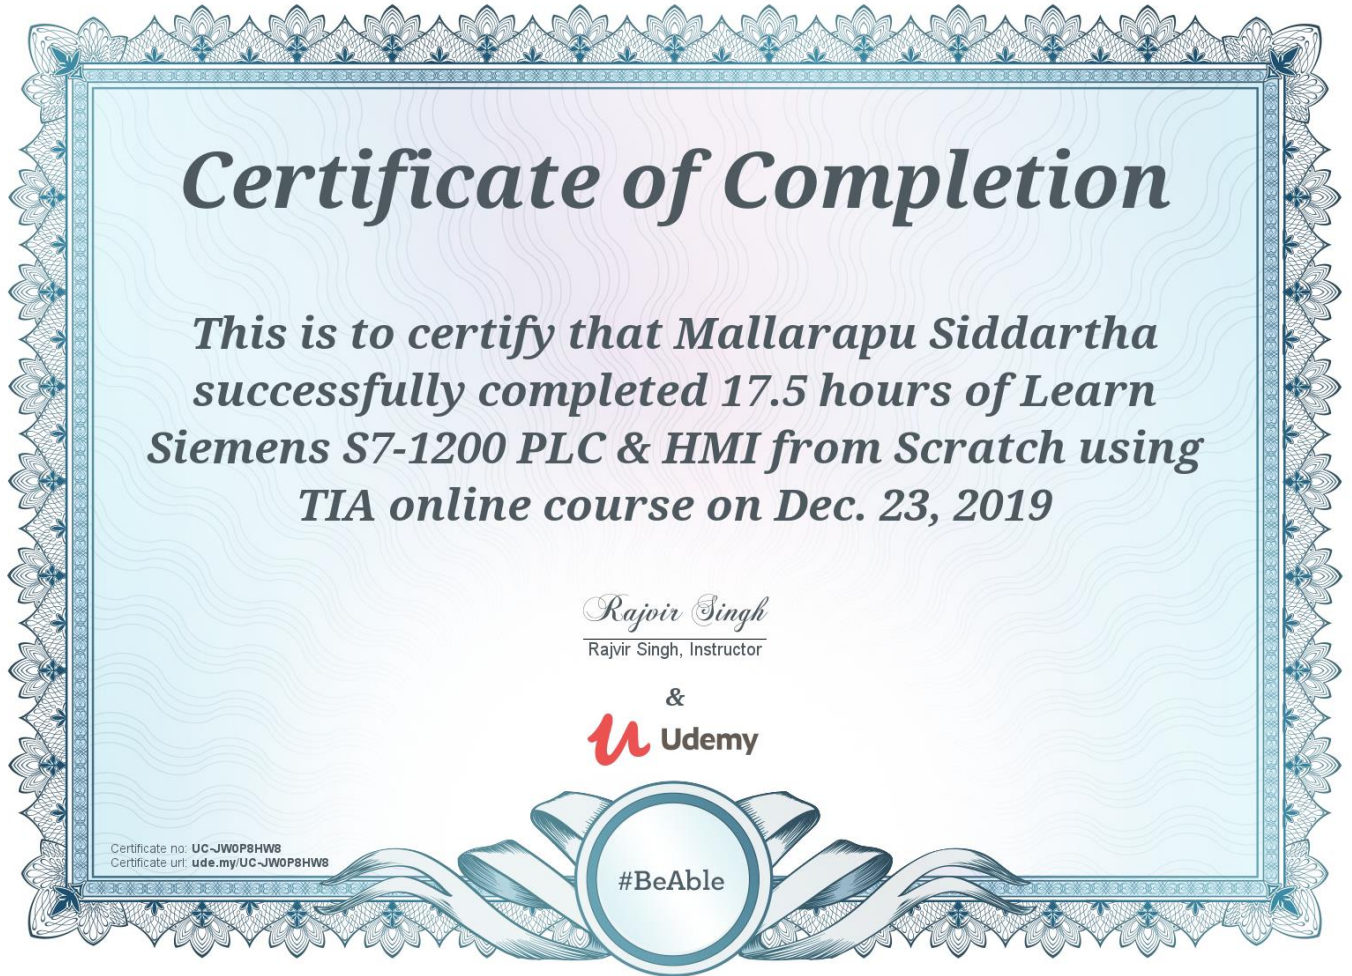 Certificate of Completion
This is to certify that Mallarapu Siddartha
successfully completed 17.5 hours of Learn
Siemens S7-1200 PLC & HMI from Scratch using
TIA online course on Dec. 23, 2019
Rajvir Singh
Rajvir Singh, Instructor
&
Udemy
Certificate no: UC-JW0P8HW8
Certificate url: ude.my/UC-JW0P8HW8
#BeAble